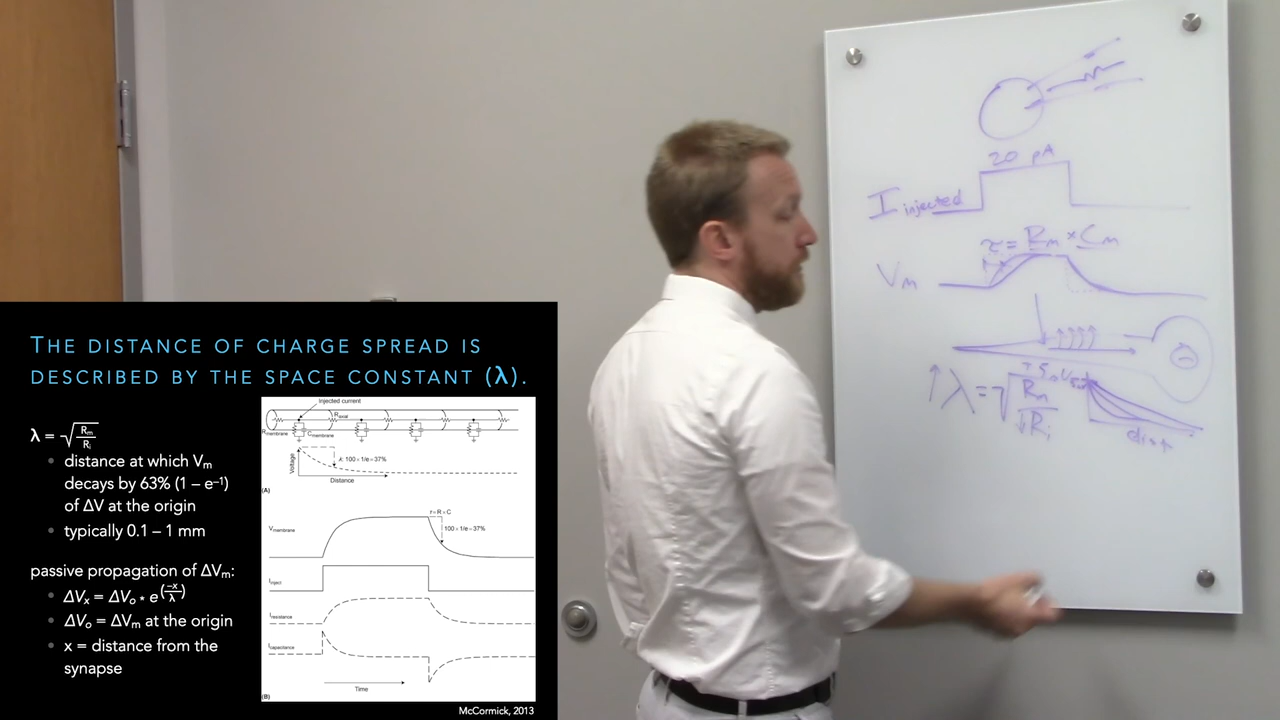 THE DISTANCE OF CHARGE SPREAD IS
DESCRIBED BY THE SPACE CONSTANT (λ).
λ = √Rm/Ri
• distance at which Vm
decays by 63% (1 – e–1)
of ΔV at the origin
• typically 0.1 – 1 mm
passive propagation of ΔVm:
• ΔVx = ΔVo * e(–x/λ)
• ΔVo = ΔVm at the origin
• x = distance from the
synapse
Injected current
Raxial
Rmembrane
Cmembrane
Voltage
λ: 100 × 1/e = 37%
Distance
(A)
τ = R × C
Vmembrane
100 × 1/e = 37%
Iinject
Iresistance
Icapacitance
Time
(B)
McCormick, 2013
20 pA
I injected
τ = Rm × Cm
Vm
↑ λ = √Rm/↓Ri